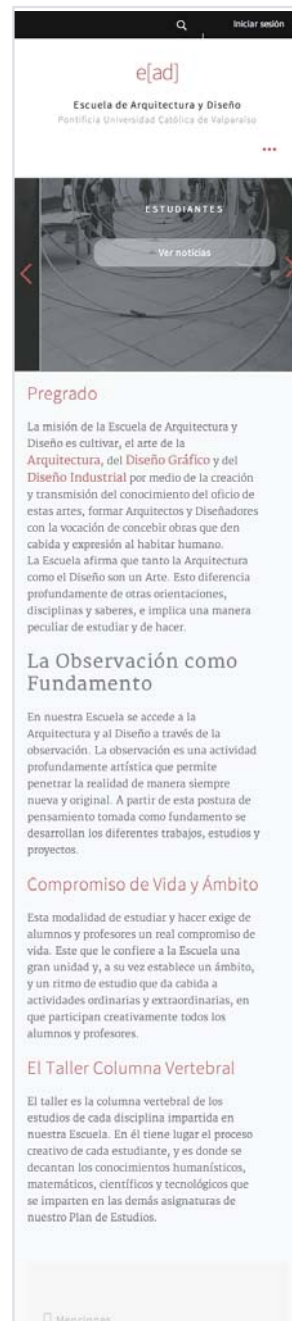 Iniciar sesión
e[ad]
Escuela de Arquitectura y Diseño
Pontificia Universidad Católica de Valparaíso
...
ESTUDIANTES
Ver noticias
Pregrado
La misión de la Escuela de Arquitectura y
Diseño es cultivar, el arte de la
Arquitectura, del Diseño Gráfico y del
Diseño Industrial por medio de la creación
y transmisión del conocimiento del oficio de
estas artes, formar Arquitectos y Diseñadores
con la vocación de concebir obras que den
cabida y expresión al habitar humano.
La Escuela afirma que tanto la Arquitectura
como el Diseño son un Arte. Esto diferencia
profundamente de otras orientaciones,
disciplinas y saberes, e implica una manera
peculiar de estudiar y de hacer.
La Observación como
Fundamento
En nuestra Escuela se accede a la
Arquitectura y al Diseño a través de la
observación. La observación es una actividad
profundamente artística que permite
penetrar la realidad de manera siempre
nueva y original. A partir de esta postura de
pensamiento tomada como fundamento se
desarrollan los diferentes trabajos, estudios y
proyectos.
Compromiso de Vida y Ámbito
Esta modalidad de estudiar y hacer exige de
alumnos y profesores un real compromiso de
vida. Este que le confiere a la Escuela una
gran unidad y, a su vez establece un ámbito,
y un ritmo de estudio que da cabida a
actividades ordinarias y extraordinarias, en
que participan creativamente todos los
alumnos y profesores.
El Taller Columna Vertebral
El taller es la columna vertebral de los
estudios de cada disciplina impartida en
nuestra Escuela. En él tiene lugar el proceso
creativo de cada estudiante, y es donde se
decantan los conocimientos humanísticos,
matemáticos, científicos y tecnológicos que
se imparten en las demás asignaturas de
nuestro Plan de Estudios.
Menciones